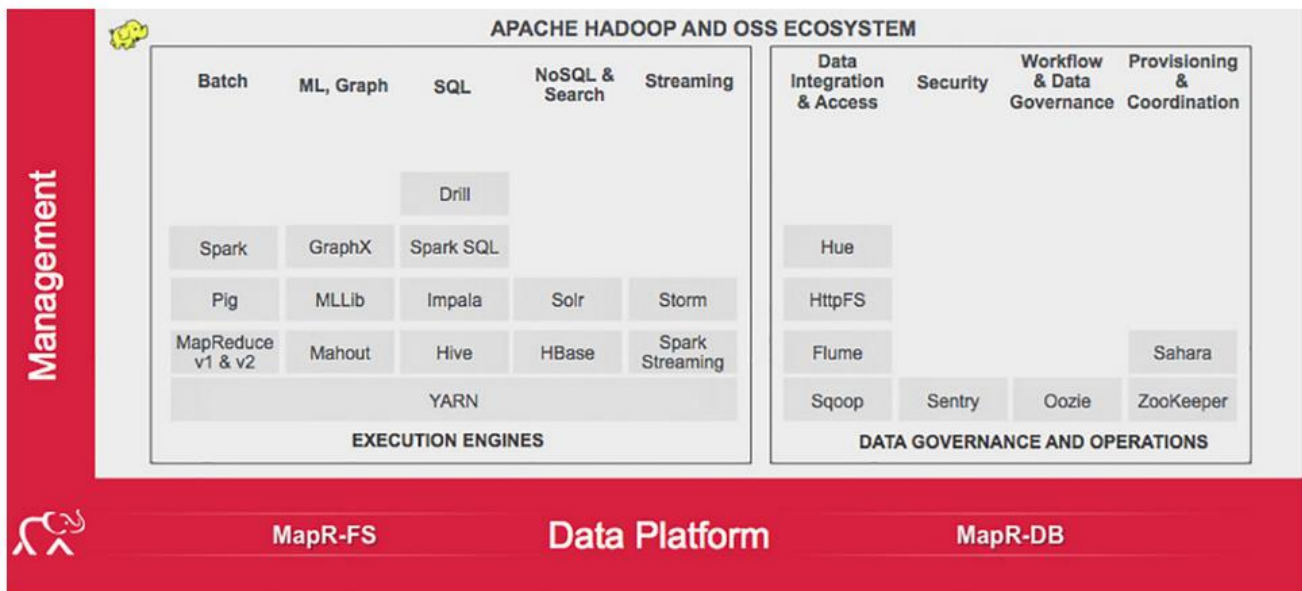 APACHE HADOOP AND OSS ECOSYSTEM
Management
Batch
ML, Graph
SQL
NoSQL &
Search
Streaming
Drill
Spark
GraphX
Spark SQL
Pig
MLLib
Impala
Solr
Storm
MapReduce
v1 & v2
Mahout
Hive
HBase
Spark
Streaming
YARN
EXECUTION ENGINES
Data
Integration
& Access
Security
Workflow
& Data
Governance
Provisioning
&
Coordination
Hue
HttpFS
Flume
Sahara
Sqoop
Sentry
Oozie
ZooKeeper
DATA GOVERNANCE AND OPERATIONS
MapR-FS
Data Platform
MapR-DB